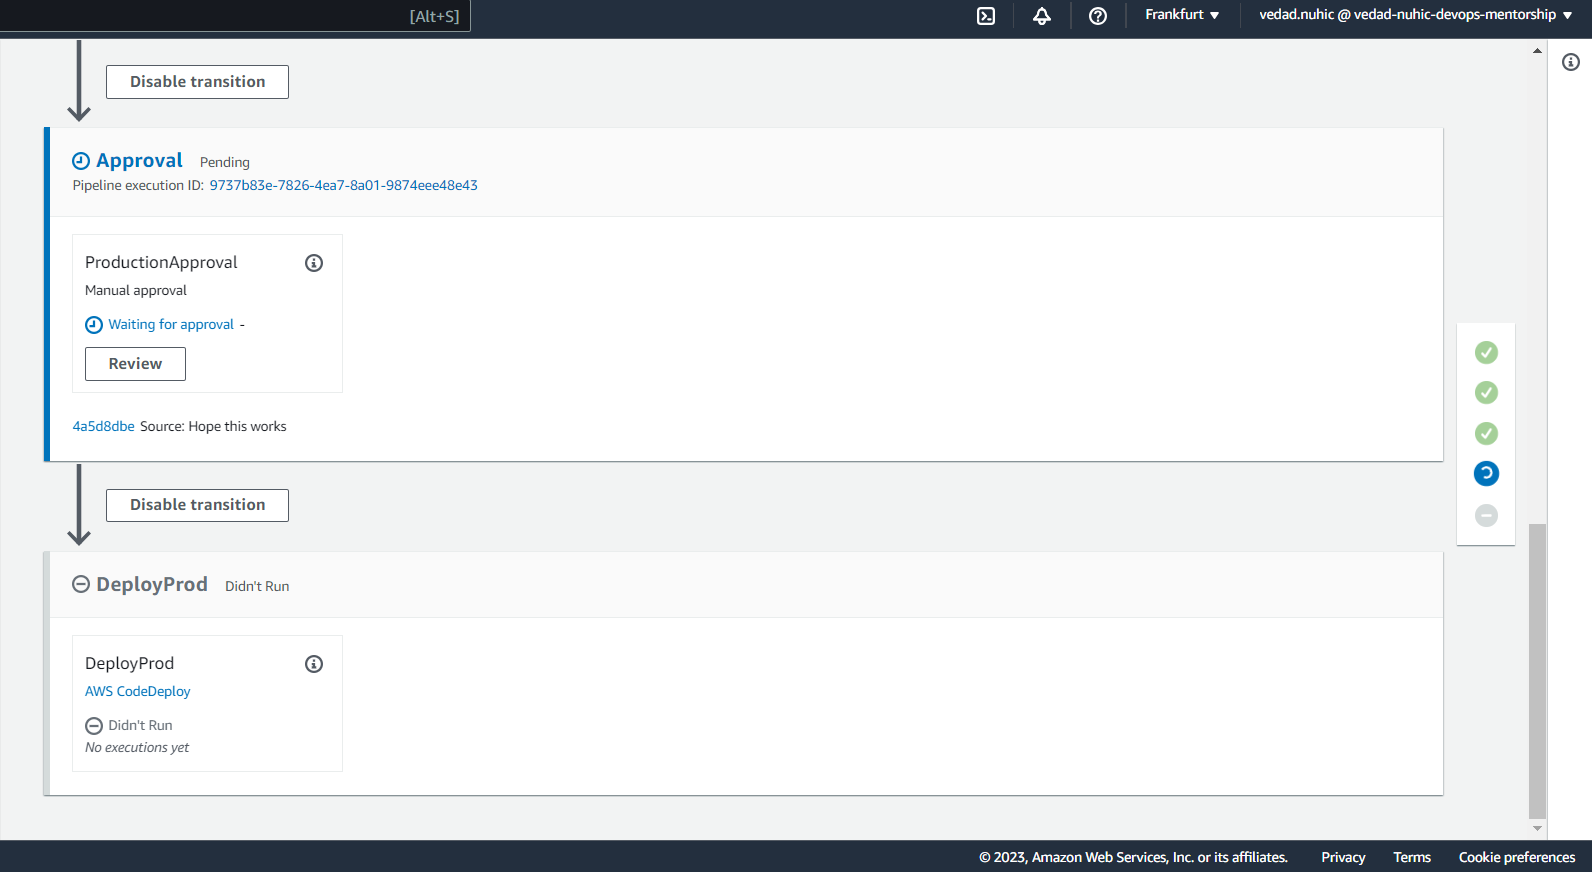 [Alt+S]
Frankfurt
vedad.nuhic @ vedad-nuhic-devops-mentorship
Disable transition
Approval Pending
Pipeline execution ID: 9737b83e-7826-4ea7-8a01-9874eee48e43
ProductionApproval
Manual approval
Waiting for approval -
Review
4a5d8dbe Source: Hope this works
Disable transition
DeployProd Didn't Run
DeployProd
AWS CodeDeploy
Didn't Run
No executions yet
© 2023, Amazon Web Services, Inc. or its affiliates. Privacy Terms Cookie preferences